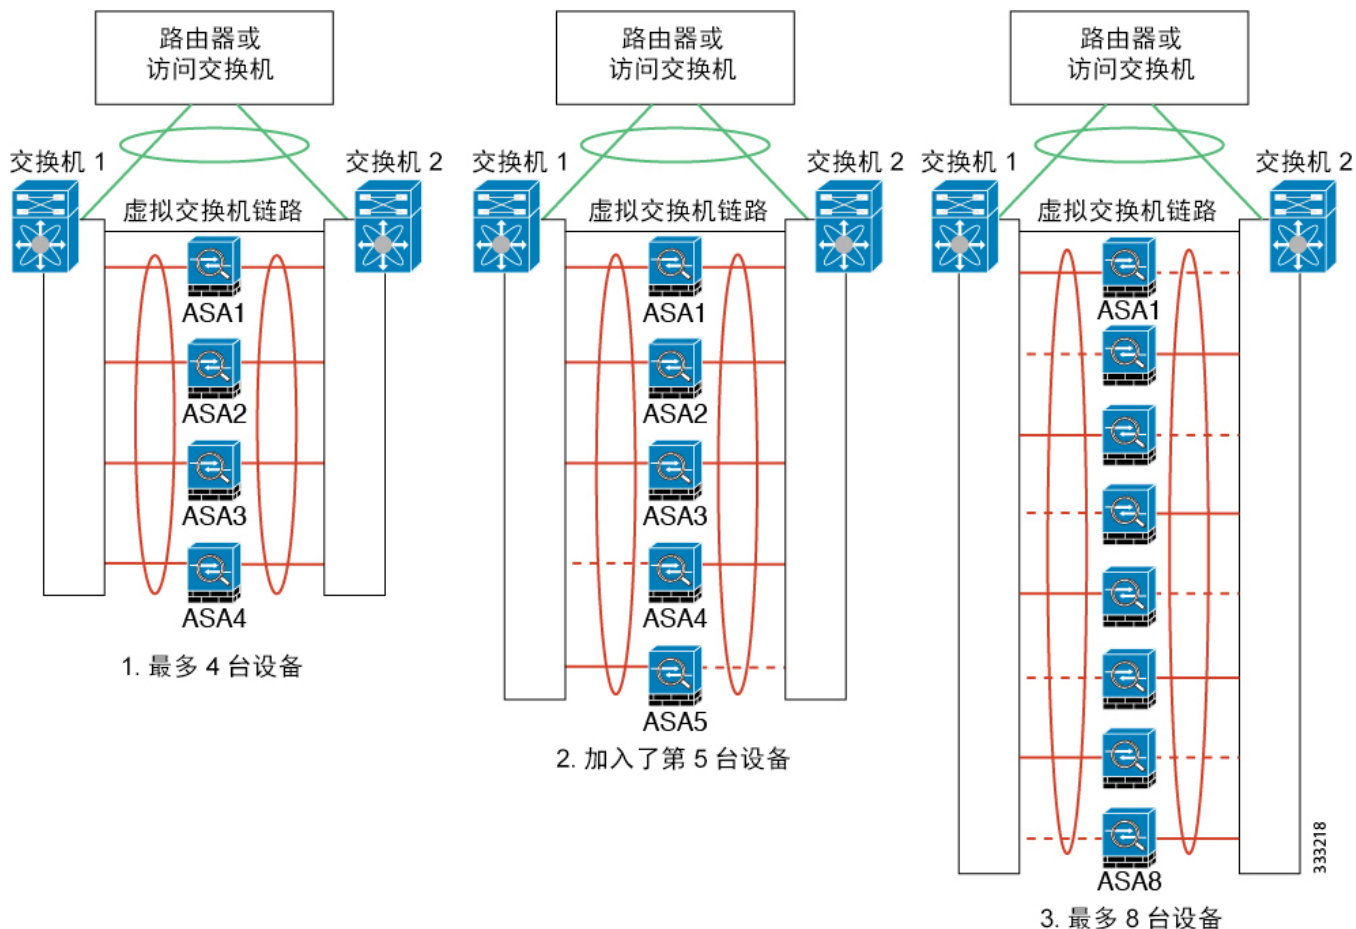 路由器或
访问交换机
交换机 1
交换机 2
虚拟交换机链路
ASA1
ASA2
ASA3
ASA4
1. 最多 4 台设备
路由器或
访问交换机
交换机 1
交换机 2
虚拟交换机链路
ASA1
ASA2
ASA3
ASA4
ASA5
2. 加入了第 5 台设备
路由器或
访问交换机
交换机 1
交换机 2
虚拟交换机链路
ASA1
ASA8
3. 最多 8 台设备
333218